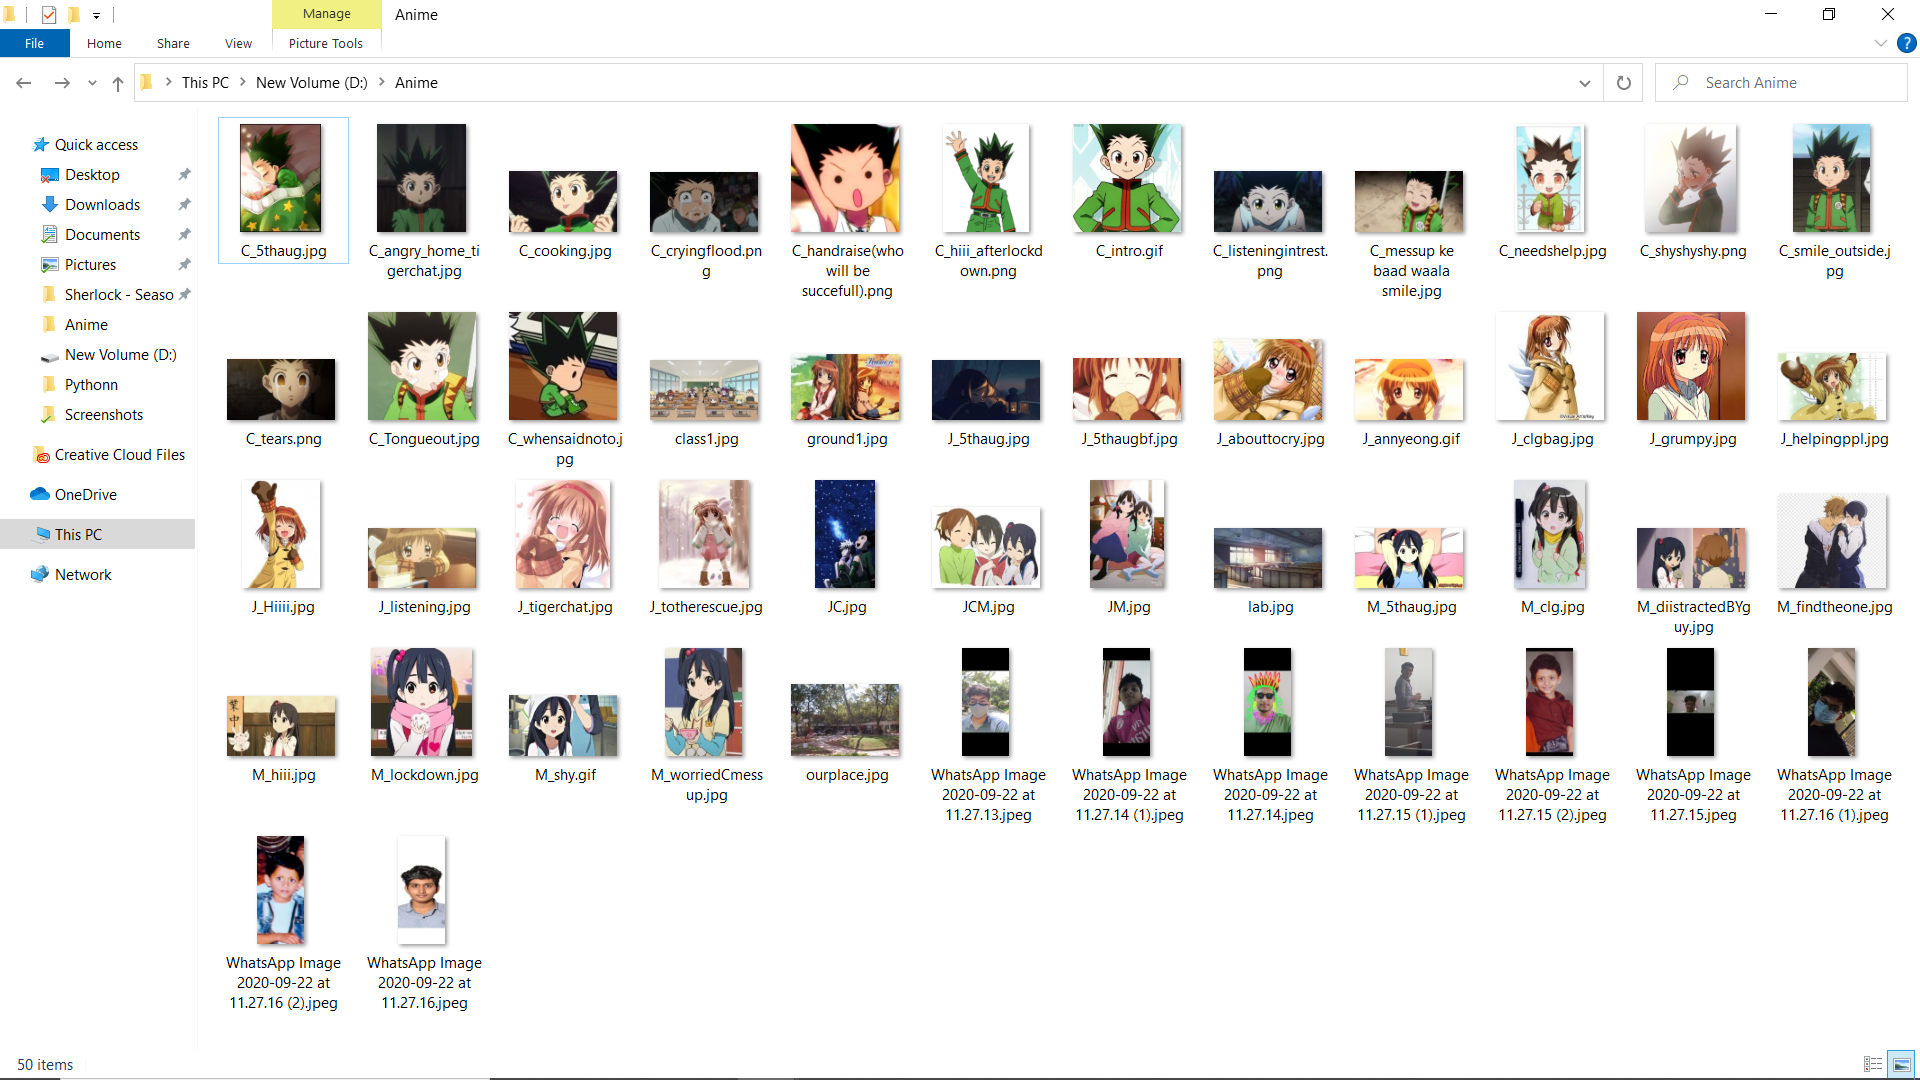 Manage
Anime
File
Home
Share
View
Picture Tools
This PC
New Volume (D:)
Anime
Search Anime
Quick access
Desktop
Downloads
Documents
Pictures
Sherlock - Seaso
Anime
New Volume (D:)
Pythonn
Screenshots
Creative Cloud Files
OneDrive
This PC
Network
C_5thaug.jpg
C_angry_home_ti
gerchat.jpg
C_cooking.jpg
C_cryingflood.pn
g
C_handraise(who
will be
succefull).png
C_hiii_afterlockd
own.png
C_intro.gif
C_listeningintrest.
png
C_messup ke
baad waala
smile.jpg
C_needshelp.jpg
C_shyshyshy.png
C_smile_outside.j
pg
C_tears.png
C_Tongueout.jpg
C_whensaidnoto.j
pg
class1.jpg
ground1.jpg
J_5thaug.jpg
J_5thaugbf.jpg
J_abouttocry.jpg
J_annyeong.gif
J_clgbag.jpg
J_grumpy.jpg
J_helpingppl.jpg
J_Hiiii.jpg
J_listening.jpg
J_tigerchat.jpg
J_totherescue.jpg
JC.jpg
JCM.jpg
JM.jpg
lab.jpg
M_5thaug.jpg
M_clg.jpg
M_diistractedBYg
uy.jpg
M_findtheone.jpg
M_hiii.jpg
M_lockdown.jpg
M_shy.gif
M_worriedCmess
up.jpg
ourplace.jpg
WhatsApp Image
2020-09-22 at
11.27.13.jpeg
WhatsApp Image
2020-09-22 at
11.27.14 (1).jpeg
WhatsApp Image
2020-09-22 at
11.27.14.jpeg
WhatsApp Image
2020-09-22 at
11.27.15 (1).jpeg
WhatsApp Image
2020-09-22 at
11.27.15 (2).jpeg
WhatsApp Image
2020-09-22 at
11.27.15.jpeg
WhatsApp Image
2020-09-22 at
11.27.16 (1).jpeg
WhatsApp Image
2020-09-22 at
11.27.16 (2).jpeg
WhatsApp Image
2020-09-22 at
11.27.16.jpeg
50 items